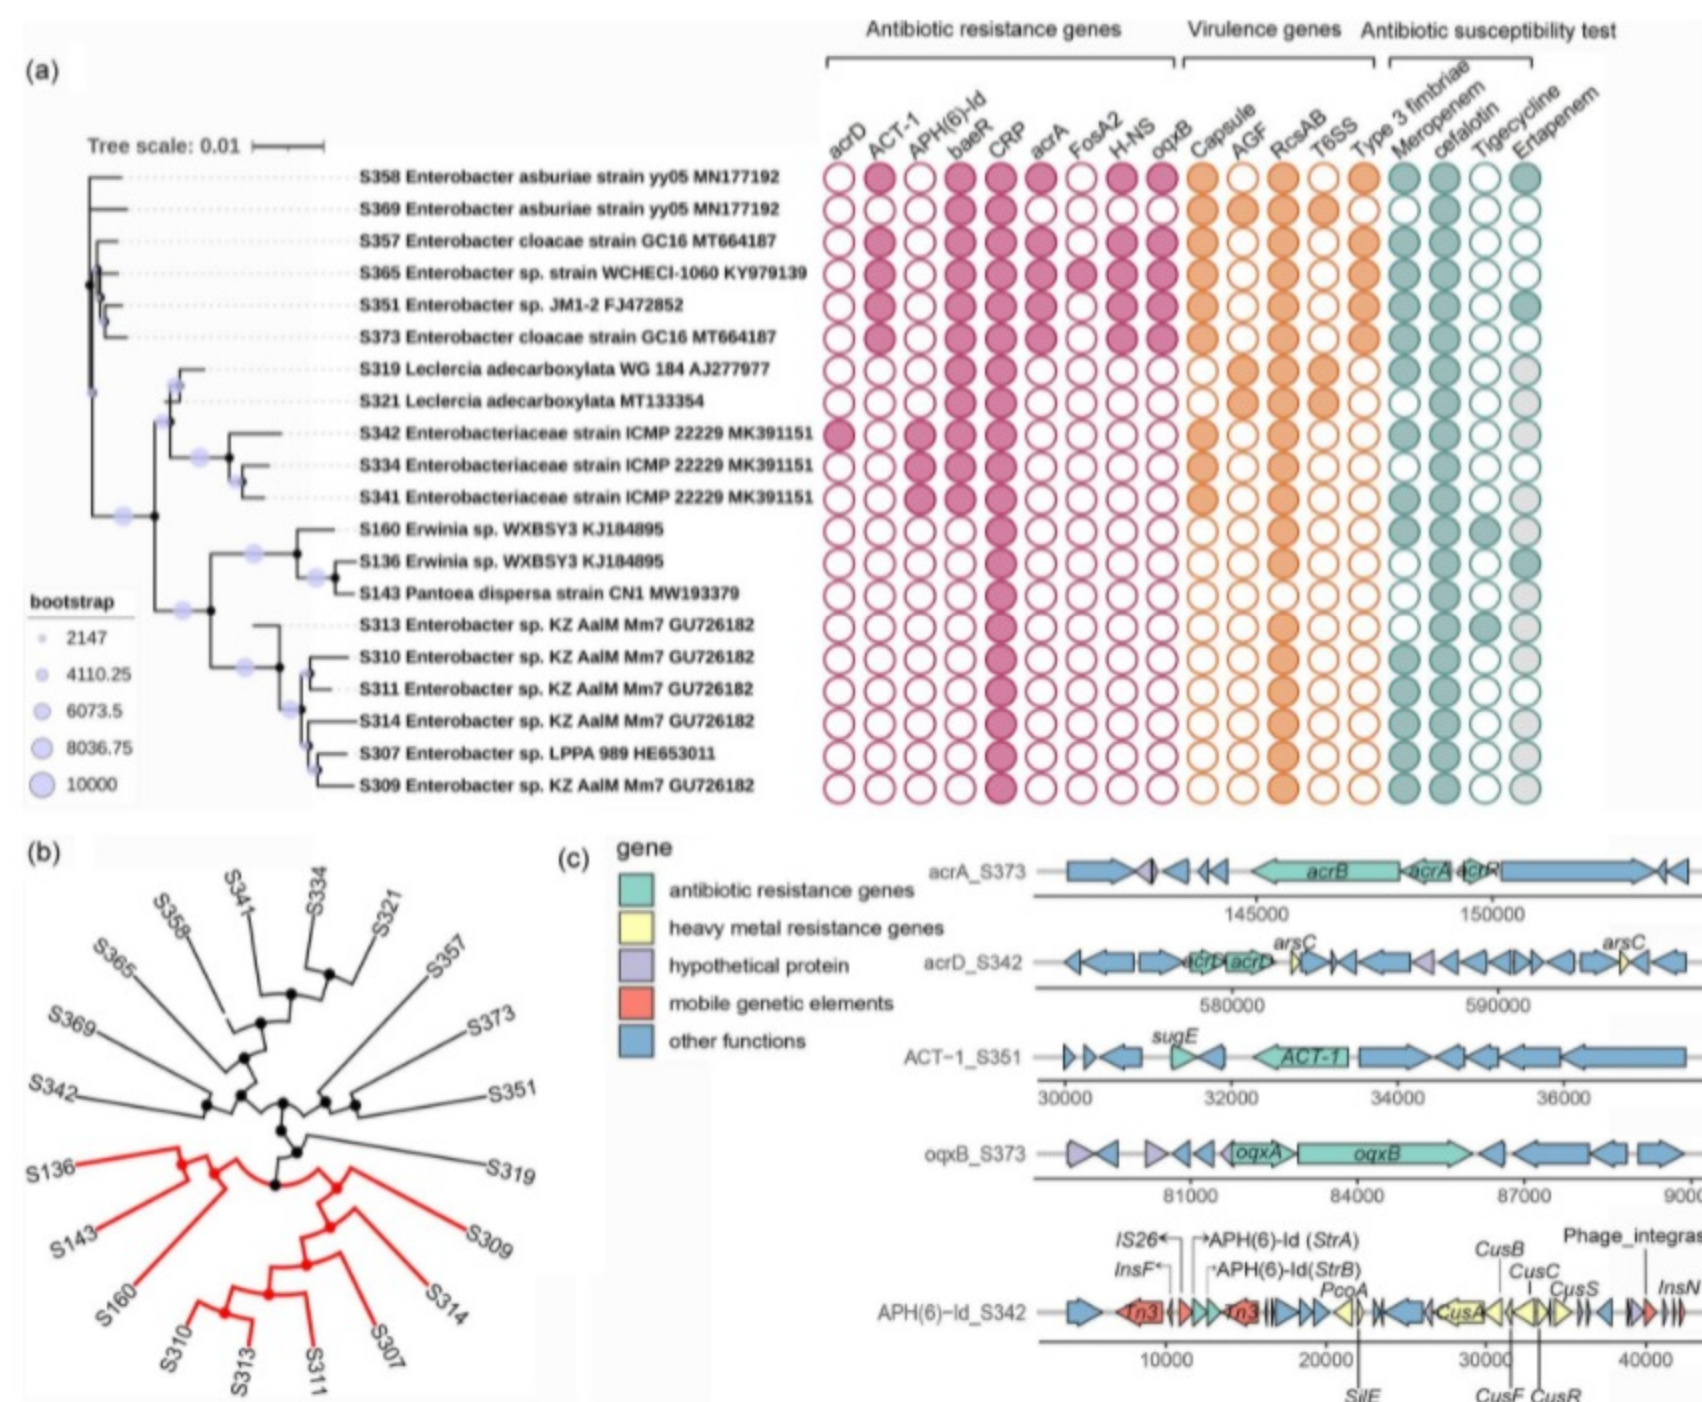 Antibiotic resistance genes
Virulence genes
Antibiotic susceptibility test
(a)
acrD
ACT-1
APH(6)-Id
baeR
CRP
acrA
FosA2
H-NS
oqxB
Capsule
AGF
RcsAB
T6SS
Type 3 fimbriae
Meropenem
cefalotin
Tigecycline
Ertapenem
Tree scale: 0.01
S358 Enterobacter asburiae strain yy05 MN177192
S369 Enterobacter asburiae strain yy05 MN177192
S357 Enterobacter cloacae strain GC16 MT664187
S365 Enterobacter sp. strain WCHECl-1060 KY979139
S351 Enterobacter sp. JM1-2 FJ472852
S373 Enterobacter cloacae strain GC16 MT664187
S319 Leclercia adecarboxylata WG 184 AJ277977
S321 Leclercia adecarboxylata MT133354
S342 Enterobacteriaceae strain ICMP 22229 MK391151
S334 Enterobacteriaceae strain ICMP 22229 MK391151
S341 Enterobacteriaceae strain ICMP 22229 MK391151
S160 Erwinia sp. WXBSY3 KJ184895
S136 Erwinia sp. WXBSY3 KJ184895
S143 Pantoea dispersa strain CN1 MW193379
S313 Enterobacter sp. KZ AalM Mm7 GU726182
S310 Enterobacter sp. KZ AalM Mm7 GU726182
S311 Enterobacter sp. KZ AalM Mm7 GU726182
S314 Enterobacter sp. KZ AalM Mm7 GU726182
S307 Enterobacter sp. LPPA 989 HE653011
S309 Enterobacter sp. KZ AalM Mm7 GU726182
bootstrap
2147
4110.25
6073.5
8036.75
10000
(b)
S334
S341
S321
S358
S357
S365
S373
S369
S351
S342
S319
S136
S309
S143
S314
S160
S307
S310
S313
S311
(c)
gene
antibiotic resistance genes
heavy metal resistance genes
hypothetical protein
mobile genetic elements
other functions
acrA_S373
acrB
acrA
acrR
145000
150000
acrD_S342
acrD
acrD
arsC
arsC
580000
590000
ACT-1_S351
sugE
ACT-1
30000
32000
34000
36000
oqxB_S373
oqxA
oqxB
81000
84000
87000
9000
IS26
APH(6)-Id (StrA)
InsF
APH(6)-Id(StrB)
PcoA
CusB
CusC
CusS
Phage_integras
InsN
APH(6)-Id_S342
Tn3
Tn3
CusA
10000
20000
30000
40000
SilE
CusF
CusR